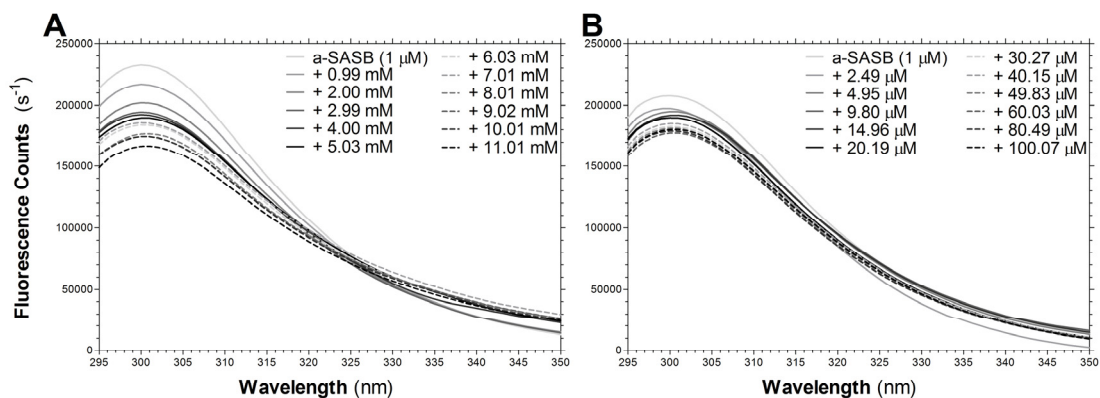 A
a-SASB (1 µM)
+ 0.99 mM
+ 2.00 mM
+ 2.99 mM
+ 4.00 mM
+ 5.03 mM
+ 6.03 mM
+ 7.01 mM
+ 8.01 mM
+ 9.02 mM
+ 10.01 mM
+ 11.01 mM
250000
200000
150000
100000
50000
0
Fluorescence Counts (s⁻¹)
295 300 305 310 315 320 325 330 335 340 345 350
Wavelength (nm)
B
a-SASB (1 µM)
+ 2.49 µM
+ 4.95 µM
+ 9.80 µM
+ 14.96 µM
+ 20.19 µM
+ 30.27 µM
+ 40.15 µM
+ 49.83 µM
+ 60.03 µM
+ 80.49 µM
+ 100.07 µM
250000
200000
150000
100000
50000
0
295 300 305 310 315 320 325 330 335 340 345 350
Wavelength (nm)